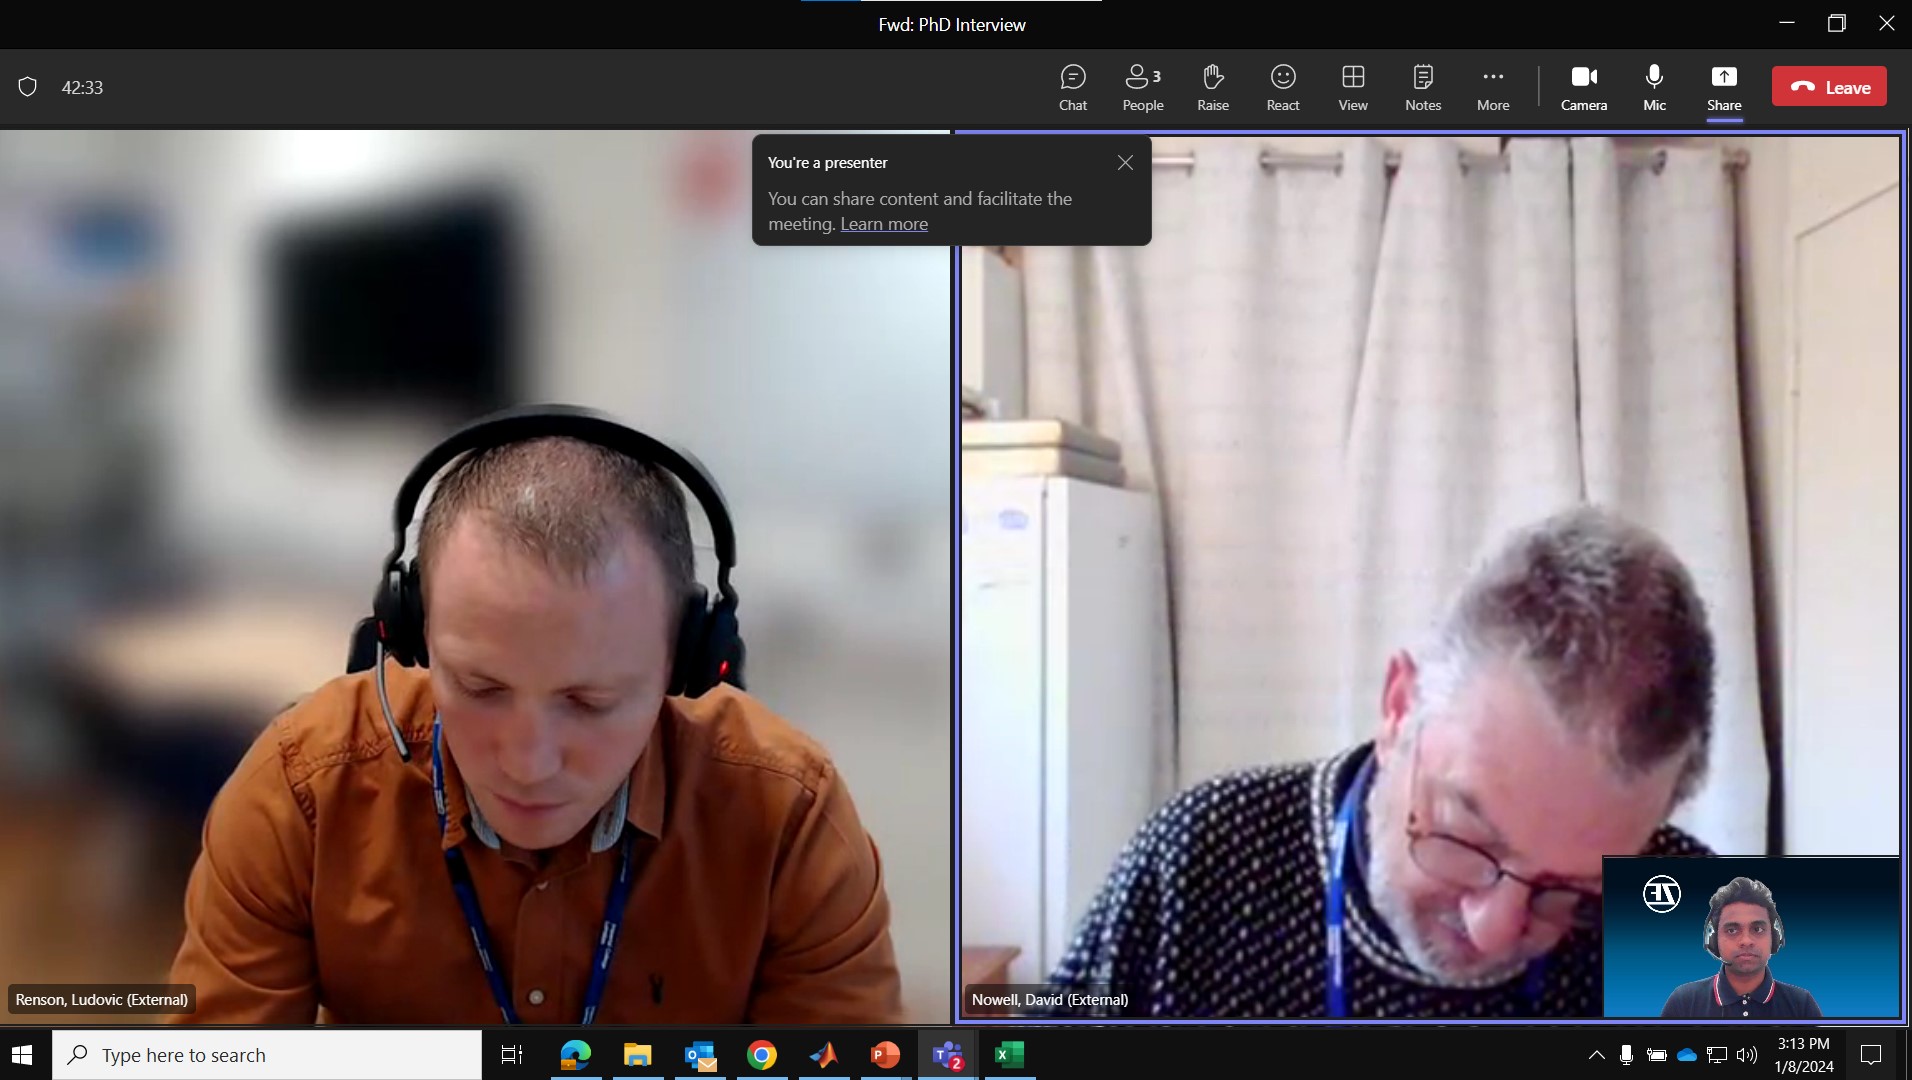 Fwd: PhD Interview
42:33
Chat
People
3
Raise
React
View
Notes
More
Camera
Mic
Share
Leave
You're a presenter
You can share content and facilitate the
meeting. Learn more
Renson, Ludovic (External)
Nowell, David (External)
Type here to search
2
3:13 PM
1/8/2024